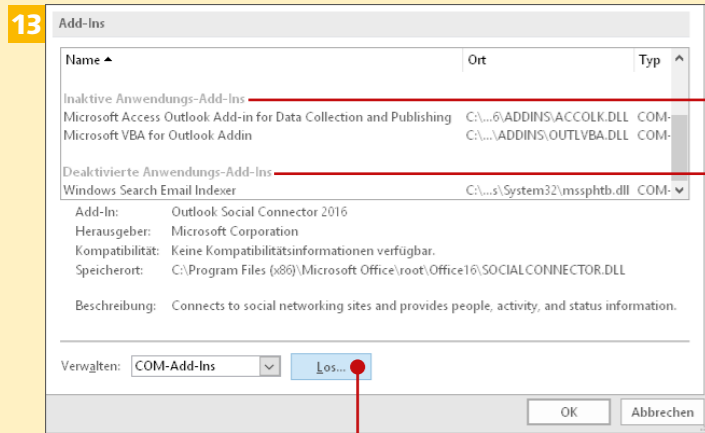 13
Add-Ins
Name Ort Typ
Inaktive Anwendungs-Add-Ins
Microsoft Access Outlook Add-in for Data Collection and Publishing C:\...6\ADDINS\ACCOLK.DLL COM-
Microsoft VBA for Outlook Addin C:\...\ADDINS\OUTLVBA.DLL COM-
Deaktivierte Anwendungs-Add-Ins
Windows Search Email Indexer C:\...s\System32\mssphtb.dll COM-
Add-In: Outlook Social Connector 2016
Herausgeber: Microsoft Corporation
Kompatibilität: Keine Kompatibilitätsinformationen verfügbar.
Speicherort: C:\Program Files (x86)\Microsoft Office\root\Office16\SOCIALCONNECTOR.DLL
Beschreibung: Connects to social networking sites and provides people, activity, and status information.
Verwalten: COM-Add-Ins Los...
OK Abbrechen